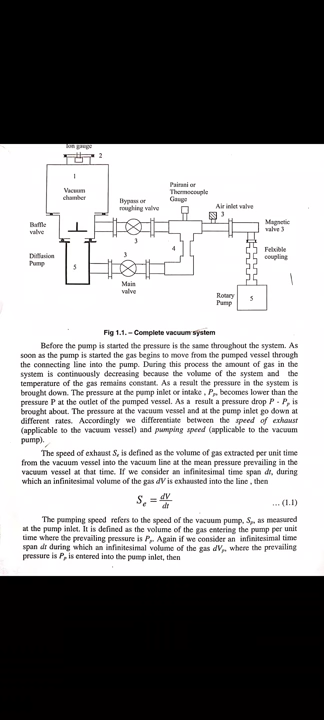 Ion gauge
2
1
Vacuum
chamber
Pairani or
Thermocouple
Gauge
Bypass or
roughing valve
Air inlet valve
3
Baffle
valve
Magnetic
valve 3
3
4
Felxible
coupling
Diffusion
Pump
5
3
Main
valve
Rotary
Pump
5
Fig 1.1. – Complete vacuum system
Before the pump is started the pressure is the same throughout the system. As
soon as the pump is started the gas begins to move from the pumped vessel through
the connecting line into the pump. During this process the amount of gas in the
system is continuously decreasing because the volume of the system and the
temperature of the gas remains constant. As a result the pressure in the system is
brought down. The pressure at the pump inlet or intake , Pₚ, becomes lower than the
pressure P at the outlet of the pumped vessel. As a result a pressure drop P - Pₚ is
brought about. The pressure at the vacuum vessel and at the pump inlet go down at
different rates. Accordingly we differentiate between the speed of exhaust
(applicable to the vacuum vessel) and pumping speed (applicable to the vacuum
pump).
The speed of exhaust Sₑ is defined as the volume of gas extracted per unit time
from the vacuum vessel into the vacuum line at the mean pressure prevailing in the
vacuum vessel at that time. If we consider an infinitesimal time span dt, during
which an infinitesimal volume of the gas dV is exhausted into the line , then
Sₑ = dV/dt ... (1.1)
The pumping speed refers to the speed of the vacuum pump, Sₚ, as measured
at the pump inlet. It is defined as the volume of gas entering the pump per unit
time where the prevailing pressure is Pₚ. Again if we consider an infinitesimal time
span dt during which an infinitesimal volume of the gas dVₚ, where the prevailing
pressure is Pₚ is entered into the pump inlet, then